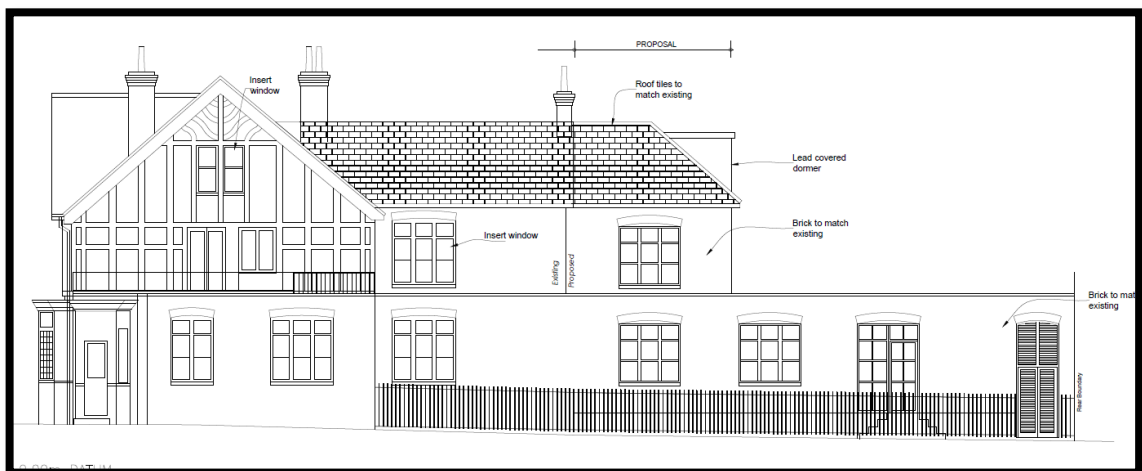 PROPOSAL
Insert
window
Roof tiles to
match existing
Lead covered
dormer
Brick to match
existing
Insert window
Existing
Proposed
Brick to mat
existing
Rear Boundary
DATUM